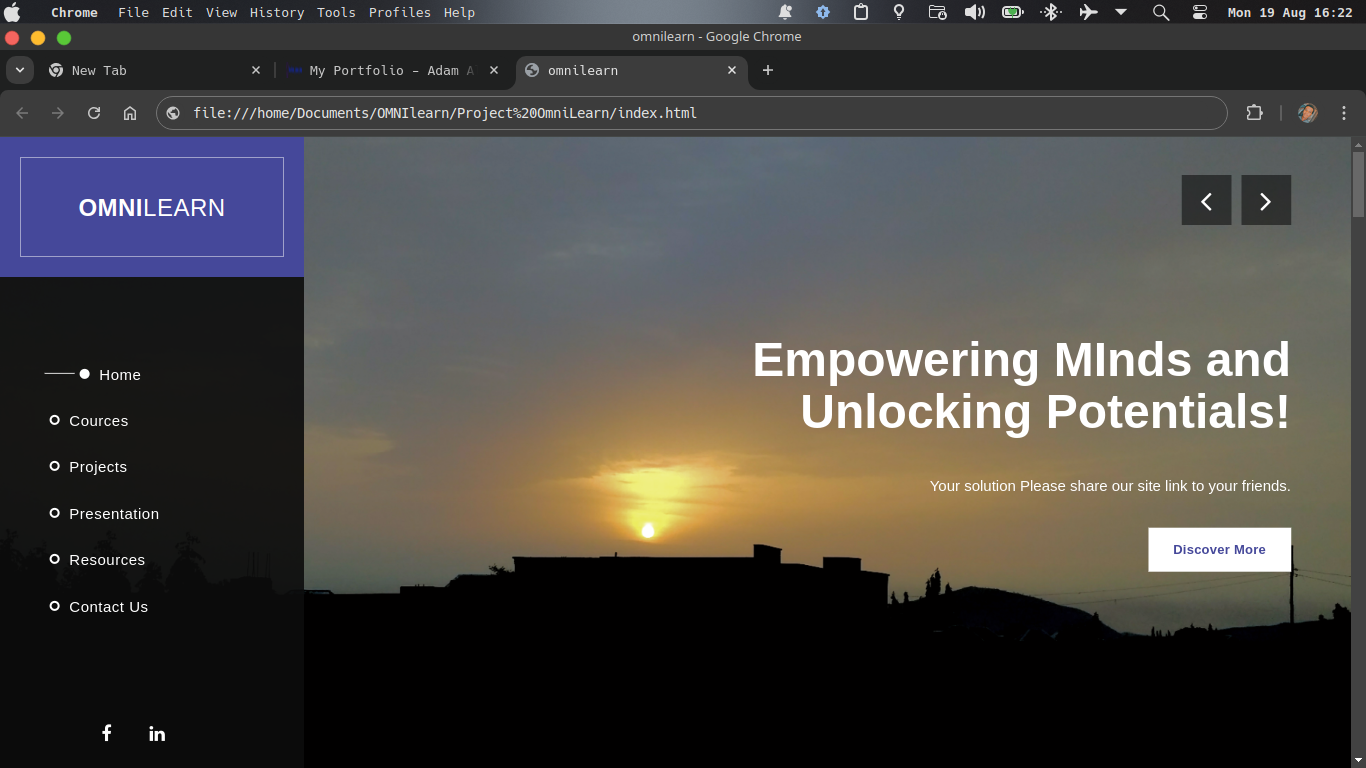 Chrome File Edit View History Tools Profiles Help Mon 19 Aug 16:22
omnilearn - Google Chrome
New Tab My Portfolio – Adam A omnilearn
file:///home/Documents/OMNIlearn/Project%20OmniLearn/index.html
OMNILEARN
Home
Cources
Projects
Presentation
Resources
Contact Us
Empowering MInds and
Unlocking Potentials!
Your solution Please share our site link to your friends.
Discover More